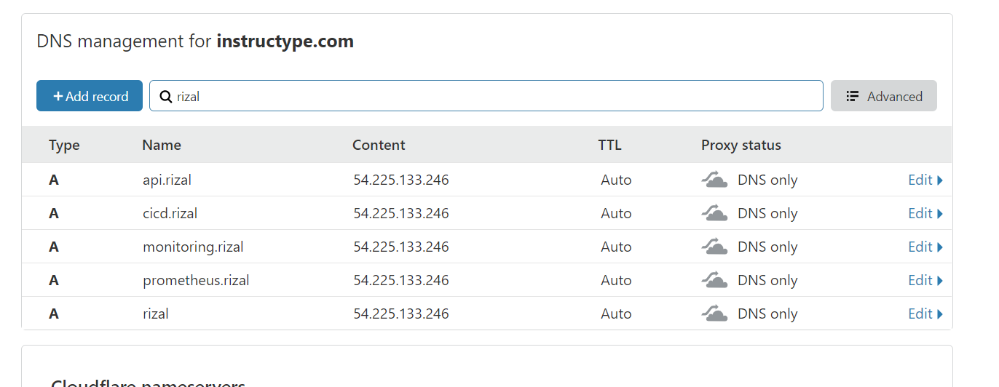 DNS management for instructype.com
+ Add record rizal Advanced
Type Name Content TTL Proxy status
A api.rizal 54.225.133.246 Auto DNS only Edit
A cicd.rizal 54.225.133.246 Auto DNS only Edit
A monitoring.rizal 54.225.133.246 Auto DNS only Edit
A prometheus.rizal 54.225.133.246 Auto DNS only Edit
A rizal 54.225.133.246 Auto DNS only Edit
Cloudflare nameservers